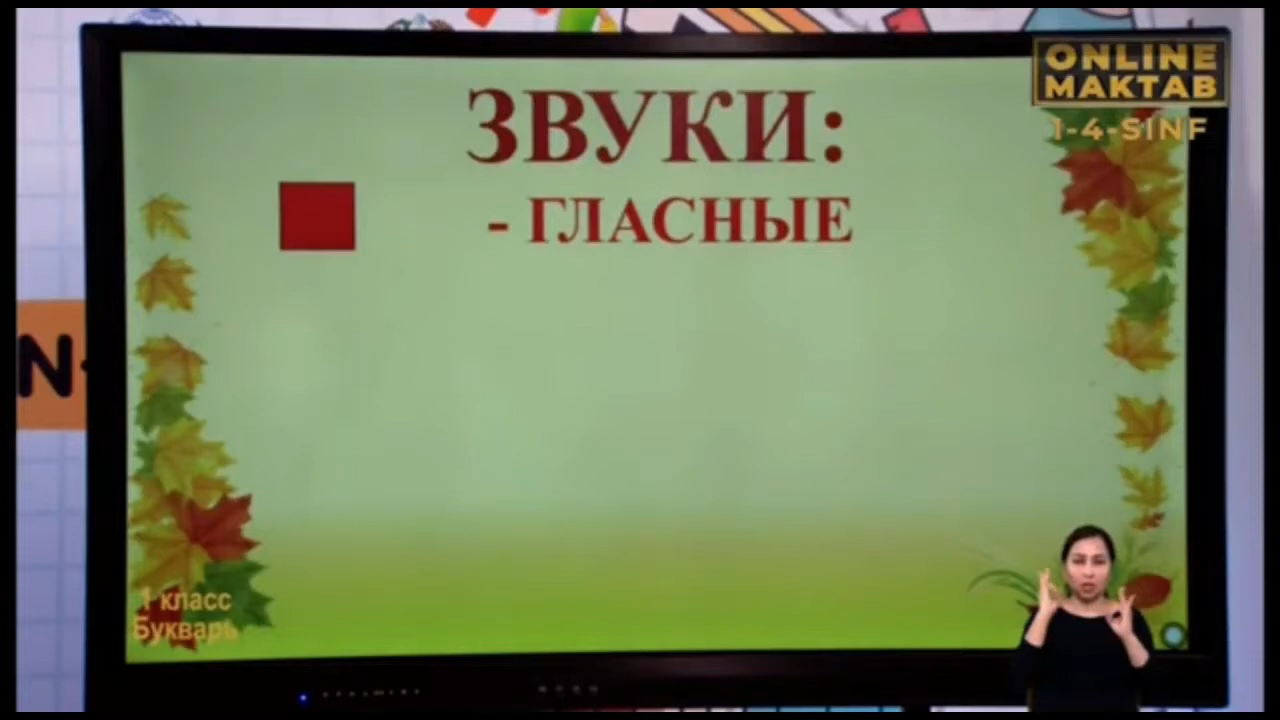 ONLINE
MAKTAB
1-4-SINF
ЗВУКИ:
- ГЛАСНЫЕ
N-
1 класс
Букварь